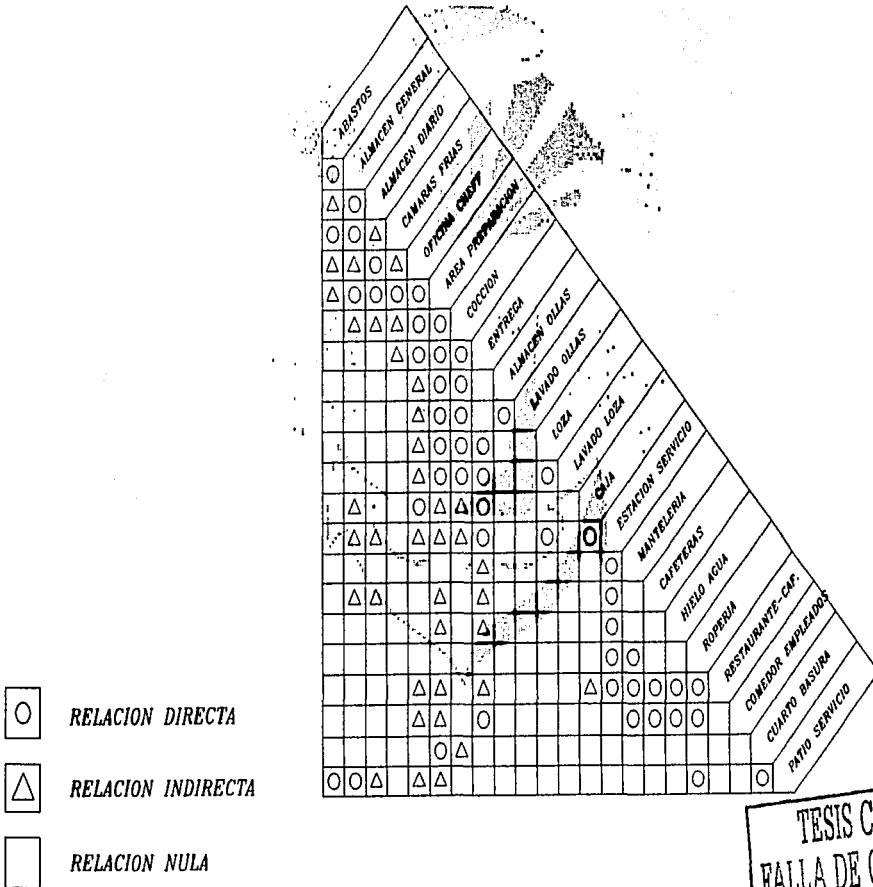 ABASTOS
ALMACEN GENERAL
ALMACEN DIARIO
CAMARAS FRIAS
OFICINA CHEFF
AREA PREPARACION
COCCION
ENTREGA
ALMACEN OLLAS
LAVADO OLLAS
LOZA
LAVADO LOZA
CAJA
ESTACION SERVICIO
MANTELERIA
CAFETERAS
HIELO AGUA
ROPERIA
RESTAURANTE-CAF.
COMEDOR EMPLEADOS
CUARTO BASURA
PATIO SERVICIO
RELACION DIRECTA
RELACION INDIRECTA
RELACION NULA
TESIS C
FALLA DE